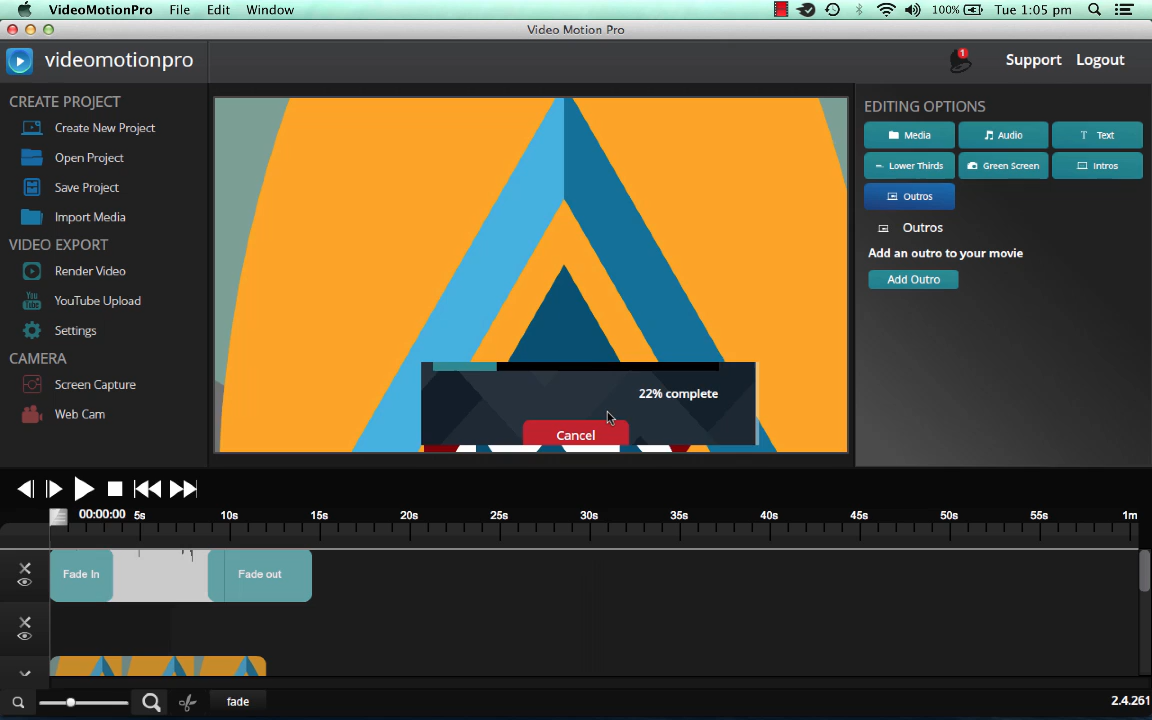 VideoMotionPro File Edit Window 100% Tue 1:05 pm
Video Motion Pro
videomotionpro 1 Support Logout
CREATE PROJECT
Create New Project
Open Project
Save Project
Import Media
VIDEO EXPORT
Render Video
You Tube YouTube Upload
Settings
CAMERA
Screen Capture
Web Cam
22% complete
Cancel
EDITING OPTIONS
Media Audio T Text
Lower Thirds Green Screen Intros
Outros
Outros
Add an outro to your movie
Add Outro
00:00:00 5s 10s 15s 20s 25s 30s 35s 40s 45s 50s 55s 1m
Fade In Fade out
fade 2.4.261